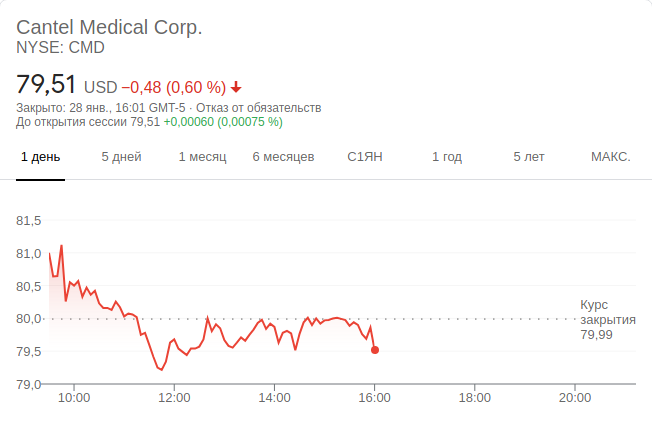 Cantel Medical Corp.
NYSE: CMD
79,51 USD −0,48 (0,60 %)
Закрыто: 28 янв., 16:01 GMT-5 · Отказ от обязательств
До открытия сессии 79,51 +0,00060 (0,00075 %)
1 день 5 дней 1 месяц 6 месяцев С1ЯН 1 год 5 лет МАКС.
81,5
81,0
80,5
Курс
80,0 закрытия
79,99
79,5
79,0
10:00 12:00 14:00 16:00 18:00 20:00